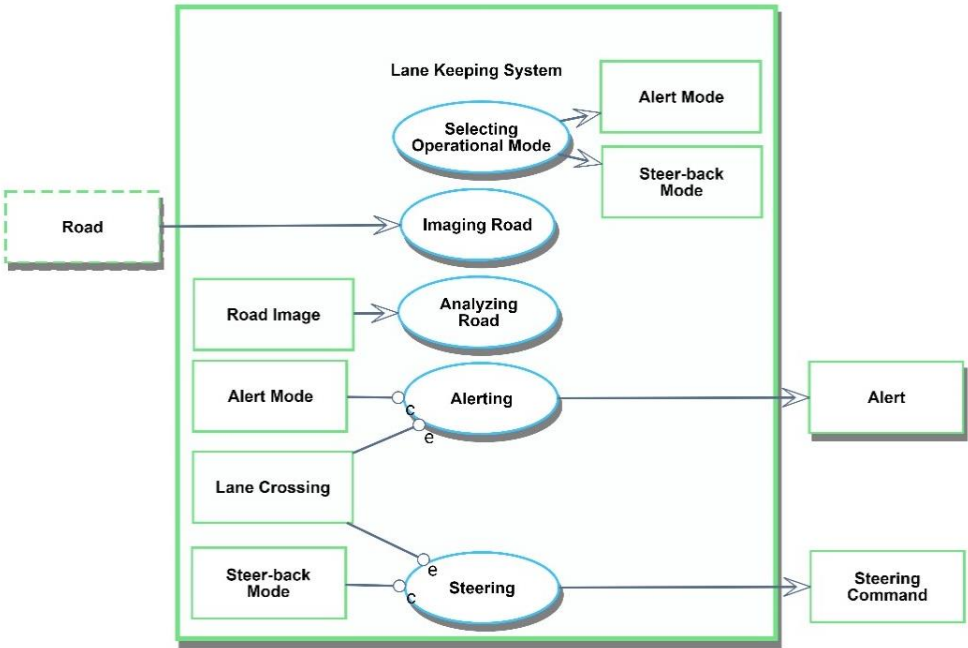 Lane Keeping System
Selecting
Operational Mode
Alert Mode
Steer-back
Mode
Road
Imaging Road
Road Image
Analyzing
Road
Alert Mode
c
Alerting
Alert
e
Lane Crossing
e
Steer-back
Mode
c
Steering
Steering
Command